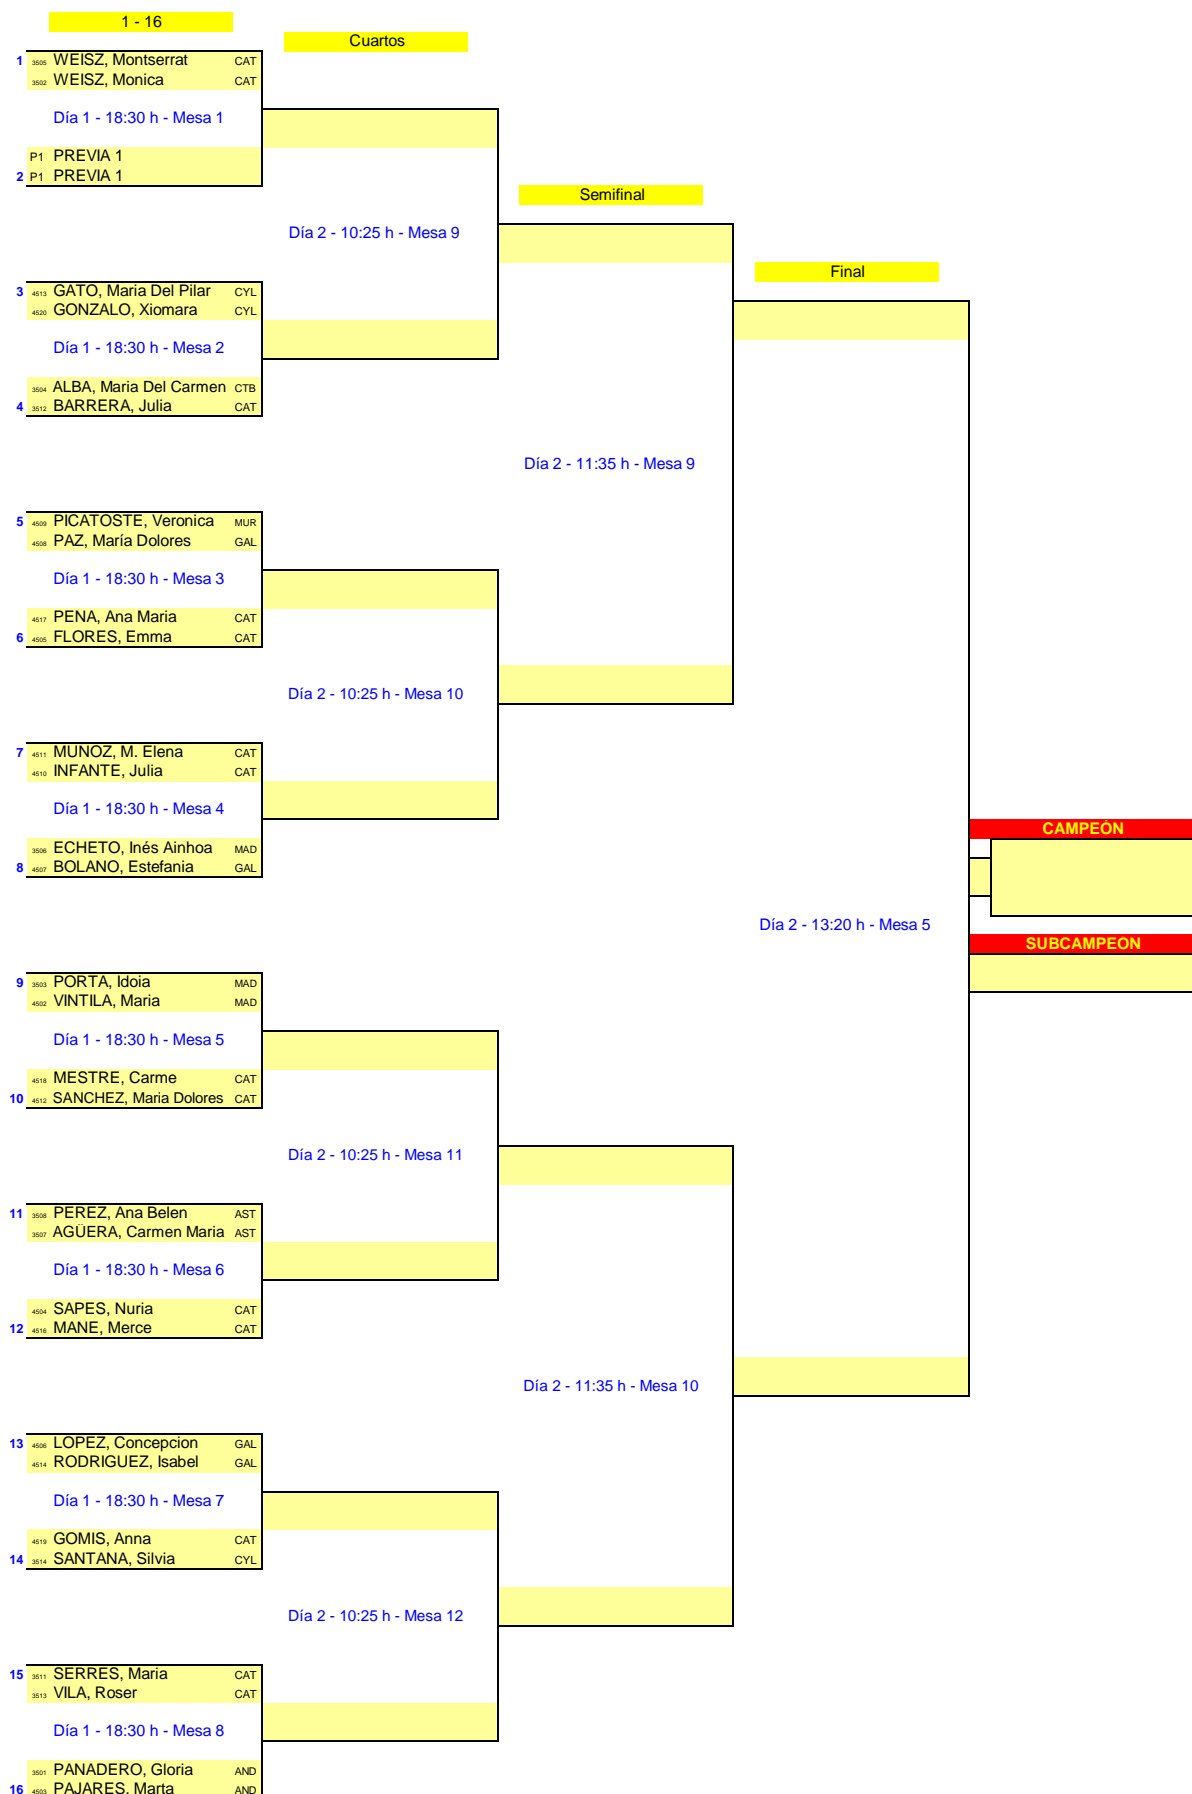 1 - 16
Cuartos
1 3505 WEISZ, Montserrat CAT
3502 WEISZ, Monica CAT
Día 1 - 18:30 h - Mesa 1
P1 PREVIA 1
2 P1 PREVIA 1
Semifinal
Día 2 - 10:25 h - Mesa 9
Final
3 4513 GATO, Maria Del Pilar CYL
4520 GONZALO, Xiomara CYL
Día 1 - 18:30 h - Mesa 2
3504 ALBA, Maria Del Carmen CTB
4 3512 BARRERA, Julia CAT
Día 2 - 11:35 h - Mesa 9
5 4509 PICATOSTE, Veronica MUR
4508 PAZ, María Dolores GAL
Día 1 - 18:30 h - Mesa 3
4517 PENA, Ana Maria CAT
6 4505 FLORES, Emma CAT
Día 2 - 10:25 h - Mesa 10
7 4511 MUÑOZ, M. Elena CAT
4510 INFANTE, Julia CAT
Día 1 - 18:30 h - Mesa 4
CAMPEÓN
3506 ECHETO, Inés Ainhoa MAD
8 4507 BOLANO, Estefania GAL
Día 2 - 13:20 h - Mesa 5
SUBCAMPEON
9 3503 PORTA, Idoia MAD
4502 VINTILA, Maria MAD
Día 1 - 18:30 h - Mesa 5
4518 MESTRE, Carme CAT
10 4512 SANCHEZ, Maria Dolores CAT
Día 2 - 10:25 h - Mesa 11
11 3508 PEREZ, Ana Belen AST
3507 AGÜERA, Carmen Maria AST
Día 1 - 18:30 h - Mesa 6
4504 SAPES, Nuria CAT
12 4516 MANE, Merce CAT
Día 2 - 11:35 h - Mesa 10
13 4506 LOPEZ, Concepcion GAL
4514 RODRIGUEZ, Isabel GAL
Día 1 - 18:30 h - Mesa 7
4519 GOMIS, Anna CAT
14 3514 SANTANA, Silvia CYL
Día 2 - 10:25 h - Mesa 12
15 3511 SERRES, Maria CAT
3513 VILA, Roser CAT
Día 1 - 18:30 h - Mesa 8
3501 PANADERO, Gloria AND
16 4503 PAJARES, Marta AND